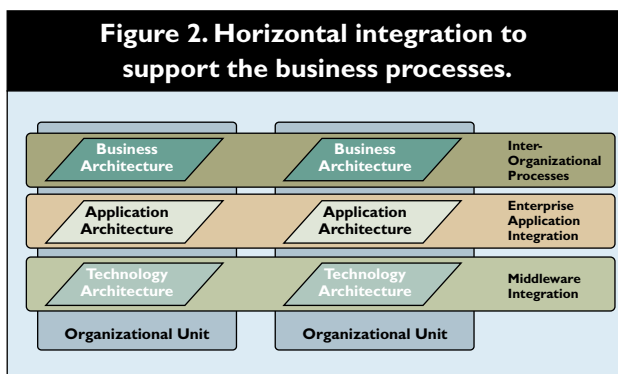 Figure 2. Horizontal integration to
support the business processes.
Business
Architecture
Business
Architecture
Inter-
Organizational
Processes
Application
Architecture
Application
Architecture
Enterprise
Application
Integration
Technology
Architecture
Technology
Architecture
Middleware
Integration
Organizational Unit
Organizational Unit